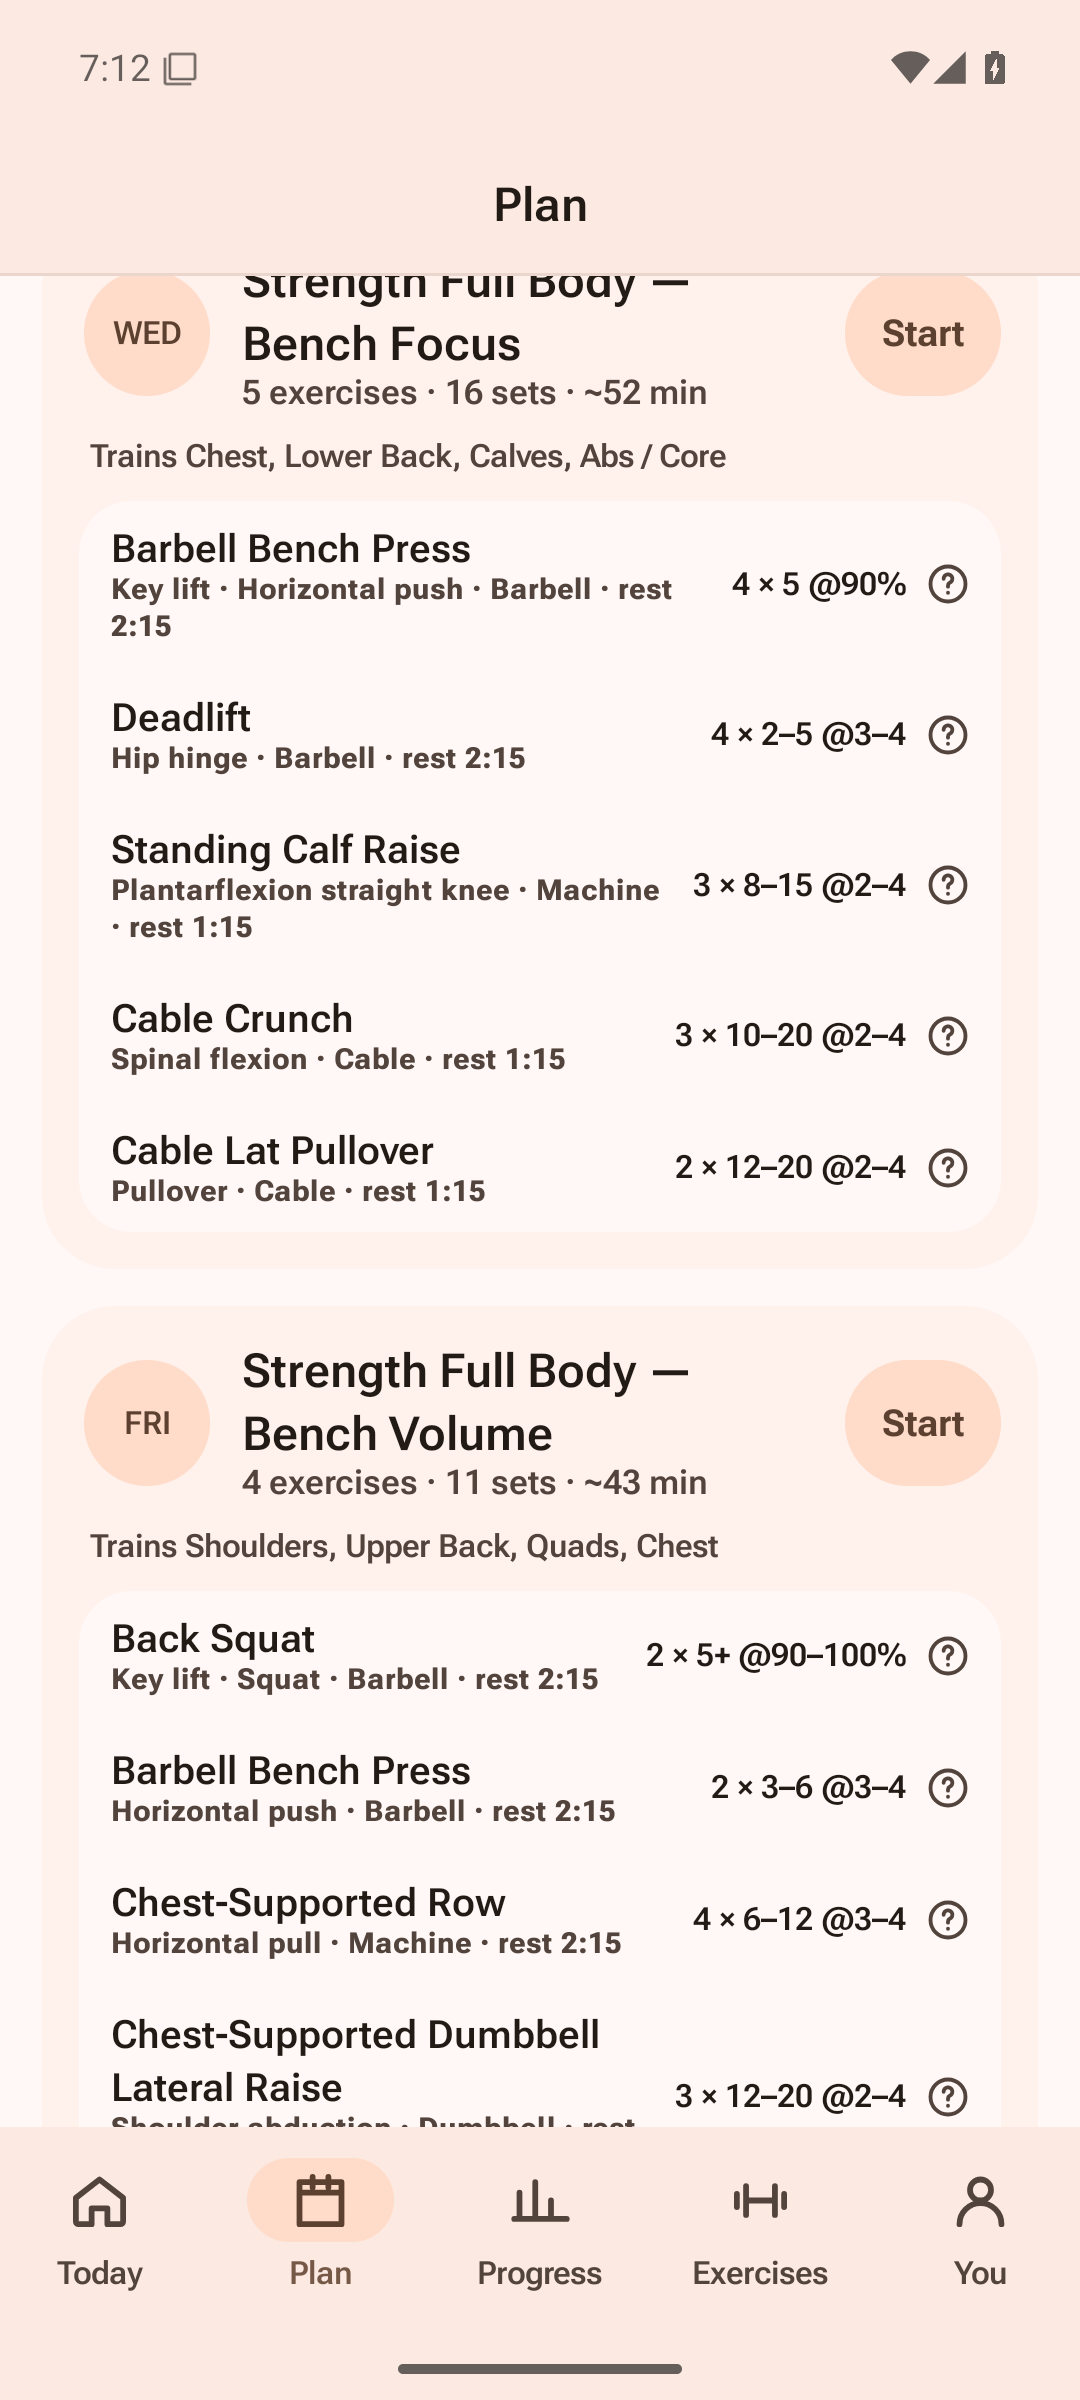 7:12
Plan
Strength Full Body —
WED
Bench Focus
Start
5 exercises · 16 sets · ~52 min
Trains Chest, Lower Back, Calves, Abs / Core
Barbell Bench Press
Key lift · Horizontal push · Barbell · rest
2:15
4 × 5 @90%
Deadlift
Hip hinge · Barbell · rest 2:15
4 × 2–5 @3–4
Standing Calf Raise
Plantarflexion straight knee · Machine
· rest 1:15
3 × 8–15 @2–4
Cable Crunch
Spinal flexion · Cable · rest 1:15
3 × 10–20 @2–4
Cable Lat Pullover
Pullover · Cable · rest 1:15
2 × 12–20 @2–4
FRI
Strength Full Body —
Bench Volume
Start
4 exercises · 11 sets · ~43 min
Trains Shoulders, Upper Back, Quads, Chest
Back Squat
Key lift · Squat · Barbell · rest 2:15
2 × 5+ @90–100%
Barbell Bench Press
Horizontal push · Barbell · rest 2:15
2 × 3–6 @3–4
Chest-Supported Row
Horizontal pull · Machine · rest 2:15
4 × 6–12 @3–4
Chest-Supported Dumbbell
Lateral Raise
3 × 12–20 @2–4
Shoulder abduction · Dumbbell · rest
Today
Plan
Progress
Exercises
You